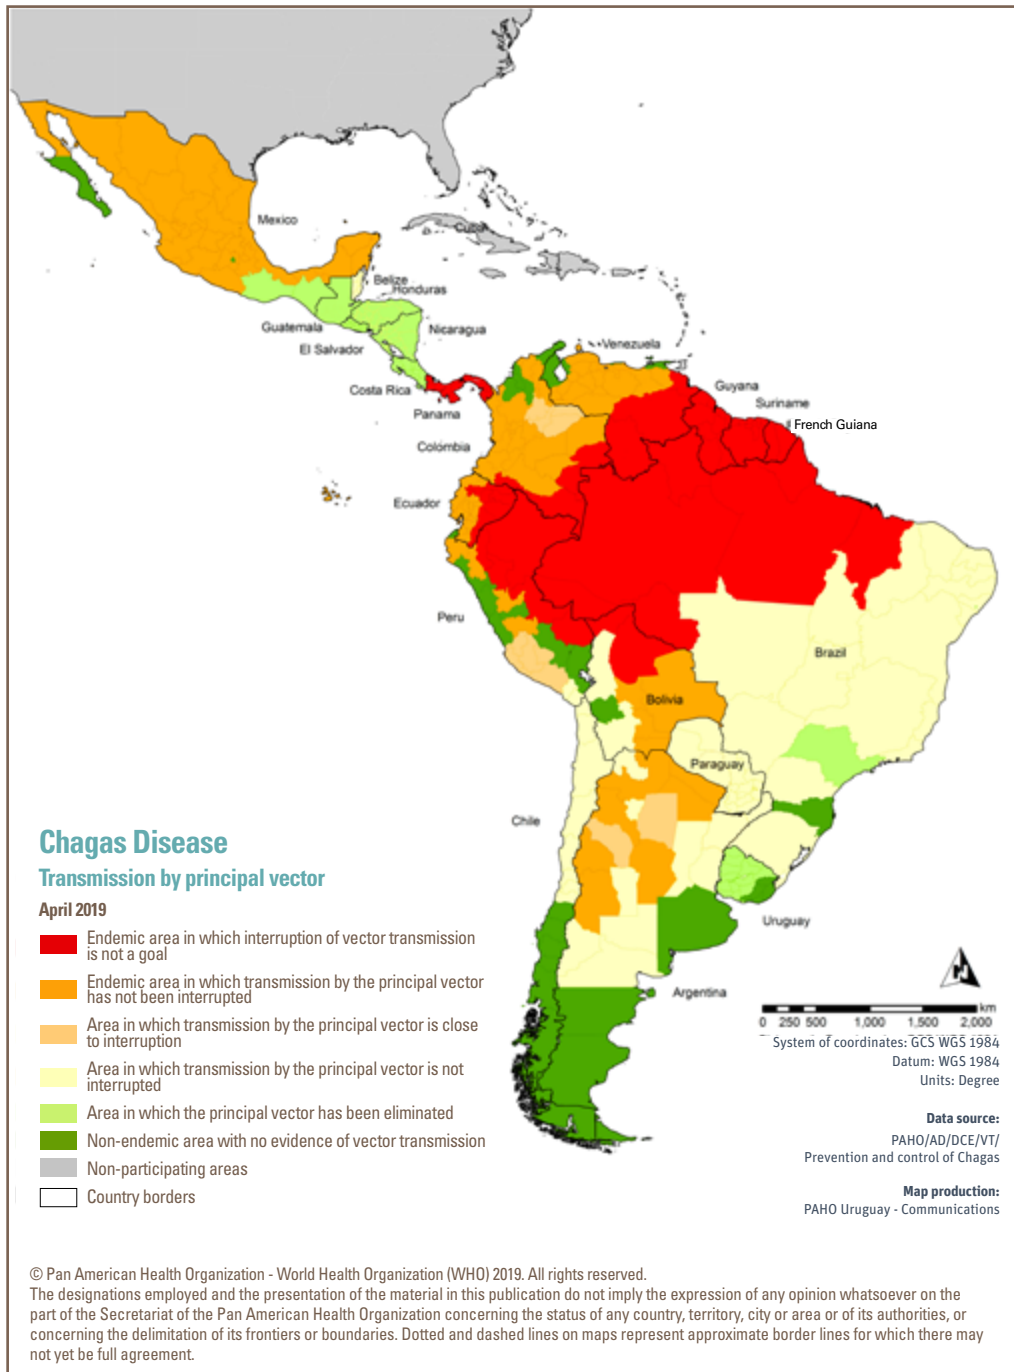 Mexico
Cuba
Belize
Honduras
Guatemala
Nicaragua
El Salvador
Costa Rica
Panama
Venezuela
Guyana
Suriname
French Guiana
Colómbia
Ecuador
Peru
Brazil
Bolivia
Paraguay
Chile
Uruguay
Argentina
Chagas Disease
Transmission by principal vector
April 2019
Endemic area in which interruption of vector transmission
is not a goal
Endemic area in which transmission by the principal vector
has not been interrupted
Area in which transmission by the principal vector is close
to interruption
Area in which transmission by the principal vector is not
interrupted
Area in which the principal vector has been eliminated
Non-endemic area with no evidence of vector transmission
Non-participating areas
Country borders
N
km
0 250 500 1,000 1,500 2,000
System of coordinates: GCS WGS 1984
Datum: WGS 1984
Units: Degree
Data source:
PAHO/AD/DCE/VT/
Prevention and control of Chagas
Map production:
PAHO Uruguay - Communications
© Pan American Health Organization - World Health Organization (WHO) 2019. All rights reserved.
The designations employed and the presentation of the material in this publication do not imply the expression of any opinion whatsoever on the
part of the Secretariat of the Pan American Health Organization concerning the status of any country, territory, city or area or of its authorities, or
concerning the delimitation of its frontiers or boundaries. Dotted and dashed lines on maps represent approximate border lines for which there may
not yet be full agreement.